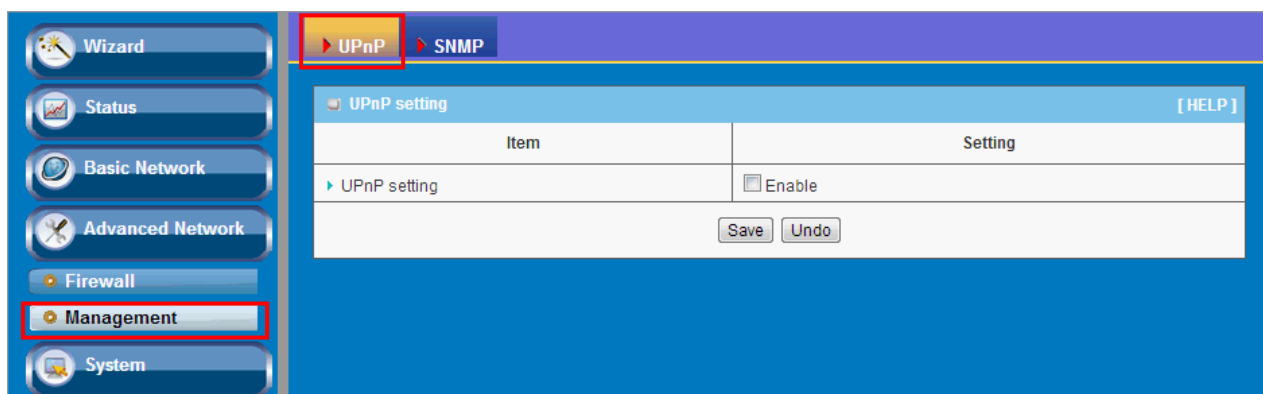 Wizard
Status
Basic Network
Advanced Network
Firewall
Management
System
UPnP SNMP
UPnP setting [HELP]
Item Setting
UPnP setting Enable
Save Undo